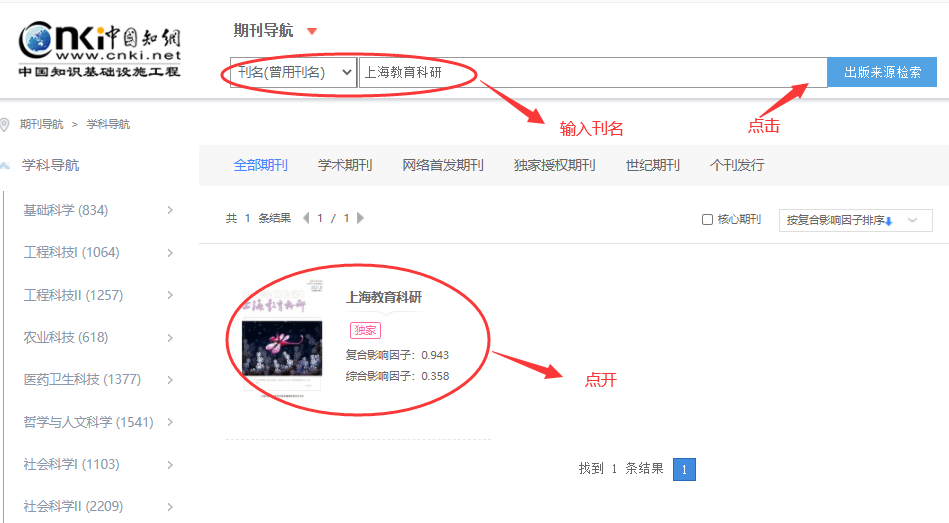 cnki中国知网
www.cnki.net
中国知识基础设施工程
期刊导航
刊名(曾用刊名)
上海教育科研
出版来源检索
输入刊名
点击
期刊导航 > 学科导航
学科导航
全部期刊 学术期刊 网络首发期刊 独家授权期刊 世纪期刊 个刊发行
基础科学 (834)
工程科技I (1064)
工程科技II (1257)
农业科技 (618)
医药卫生科技 (1377)
哲学与人文科学 (1541)
社会科学I (1103)
社会科学II (2209)
共 1 条结果 1 / 1
核心期刊
按复合影响因子排序
上海教育科研
上海教育科研
独家
复合影响因子：0.943
综合影响因子：0.358
点开
找到 1 条结果 1